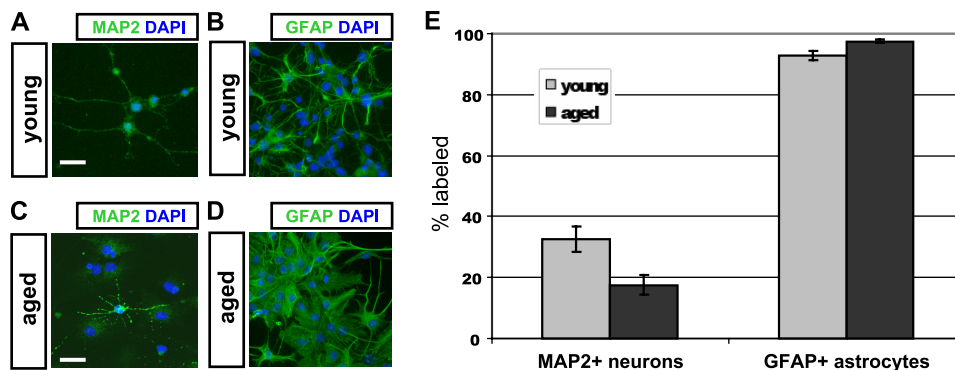 A
MAP2 DAPI
young
B
GFAP DAPI
young
C
MAP2 DAPI
aged
D
GFAP DAPI
aged
E
% labeled
100
80
60
40
20
0
young
aged
MAP2+ neurons
GFAP+ astrocytes